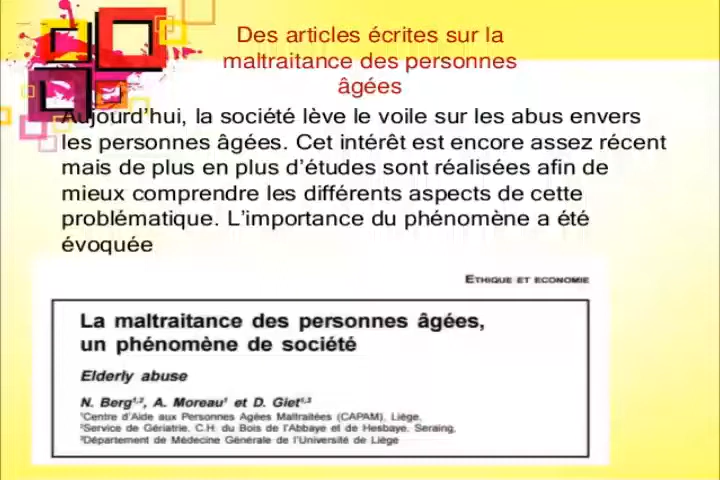 Des articles écrites sur la
maltraitance des personnes
âgées
Aujourd'hui, la société lève le voile sur les abus envers
les personnes âgées. Cet intérêt est encore assez récent
mais de plus en plus d'études sont réalisées afin de
mieux comprendre les différents aspects de cette
problématique. L'importance du phénomène a été
évoquée
ETHIQUE ET ECONOMIE
La maltraitance des personnes âgées,
un phénomène de société
Elderly abuse
N. Berg¹,², A. Moreau¹ et D. Giet¹,³
¹Centre d'Aide aux Personnes Agées Maltraitées (CAPAM), Liège,
²Service de Gériatrie, C.H. du Bois de l'Abbaye et de Hesbaye, Seraing,
³Département de Médecine Générale de l'Université de Liège